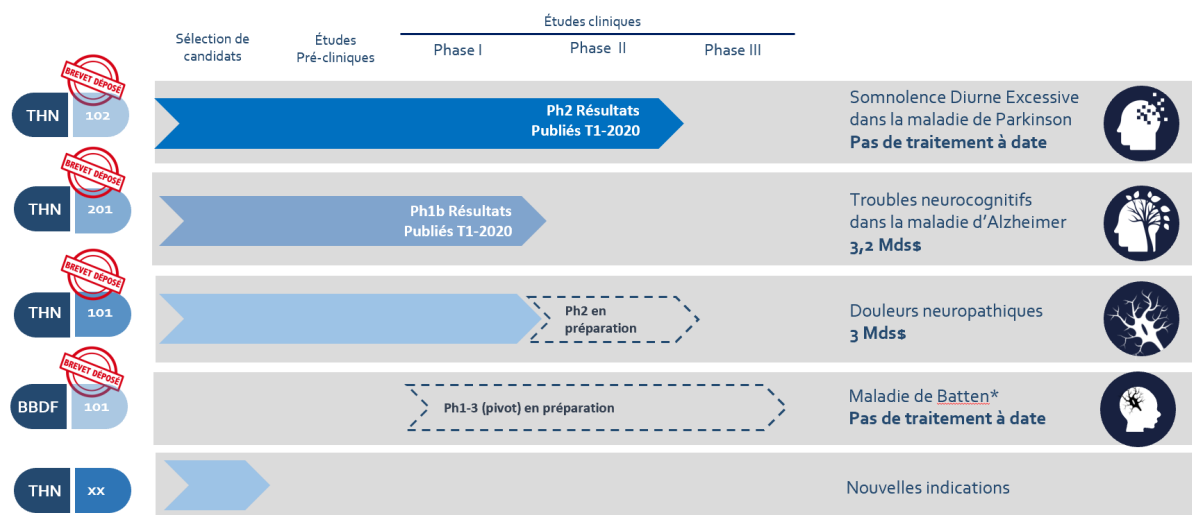 Études cliniques
Sélection de
candidats
Études
Pré-cliniques
Phase I
Phase II
Phase III
BREVET DÉPOSÉ
THN
102
Ph2 Résultats
Publiés T1-2020
Somnolence Diurne Excessive
dans la maladie de Parkinson
Pas de traitement à date
BREVET DÉPOSÉ
THN
201
Ph1b Résultats
Publiés T1-2020
Troubles neurocognitifs
dans la maladie d'Alzheimer
3,2 Mds$
BREVET DÉPOSÉ
THN
101
Ph2 en
préparation
Douleurs neuropathiques
3 Mds$
BREVET DÉPOSÉ
BBDF
101
Ph1-3 (pivot) en préparation
Maladie de Batten*
Pas de traitement à date
THN
xx
Nouvelles indications